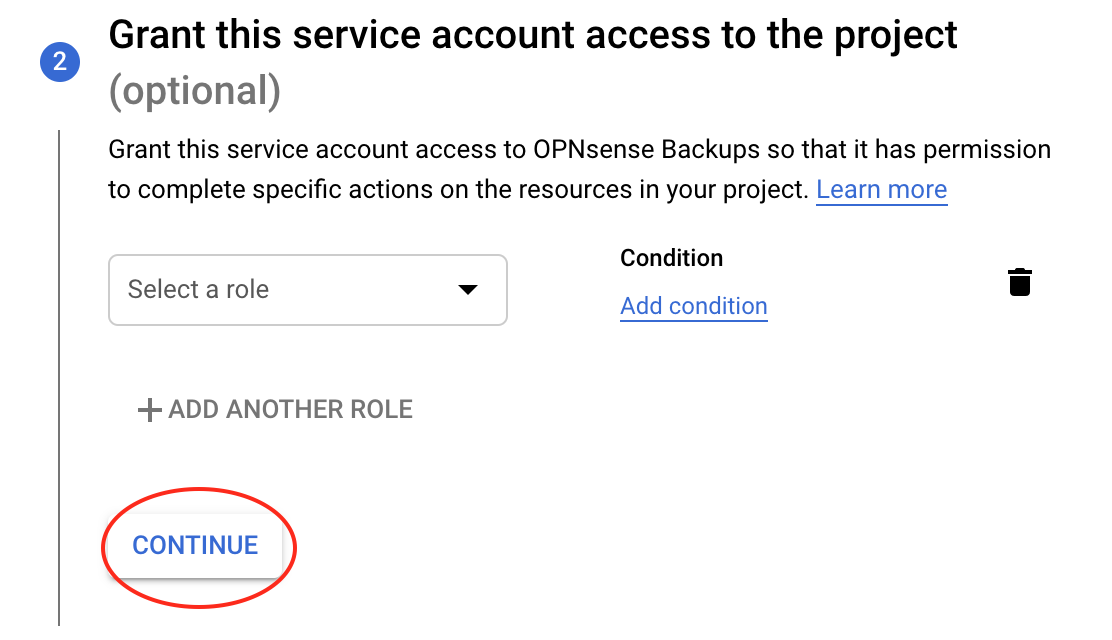 2
Grant this service account access to the project
(optional)
Grant this service account access to OPNsense Backups so that it has permission
to complete specific actions on the resources in your project. Learn more
Select a role
Condition
Add condition
ADD ANOTHER ROLE
CONTINUE